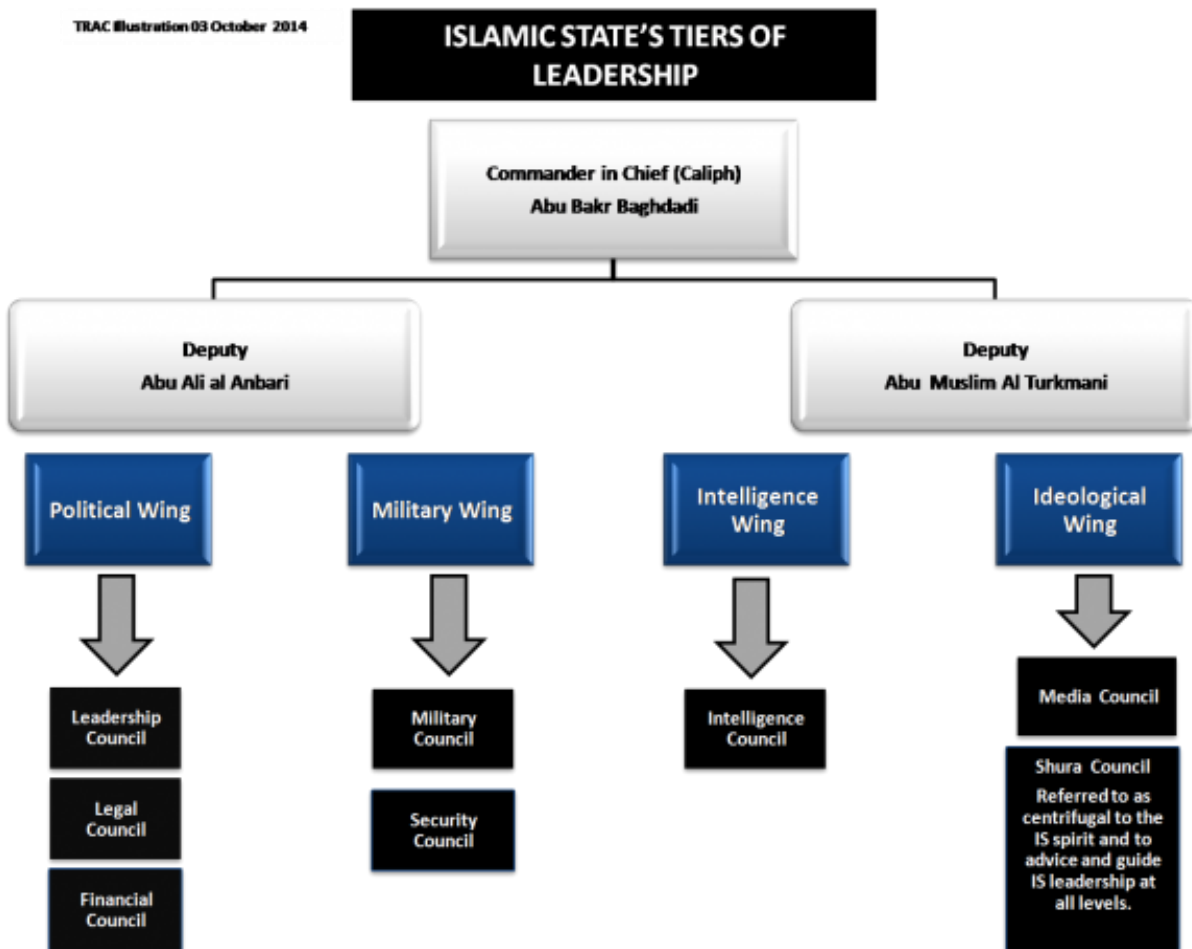 TRAC Illustration 03 October 2014
ISLAMIC STATE'S TIERS OF
LEADERSHIP
Commander in Chief (Caliph)
Abu Bakr Baghdadi
Deputy
Abu Ali al Anbari
Deputy
Abu Muslim Al Turkmani
Political Wing
Military Wing
Intelligence
Wing
Ideological
Wing
Leadership
Council
Legal
Council
Financial
Council
Military
Council
Security
Council
Intelligence
Council
Media Council
Shura Council
Referred to as
centrifugal to the
IS spirit and to
advice and guide
IS leadership at
all levels.